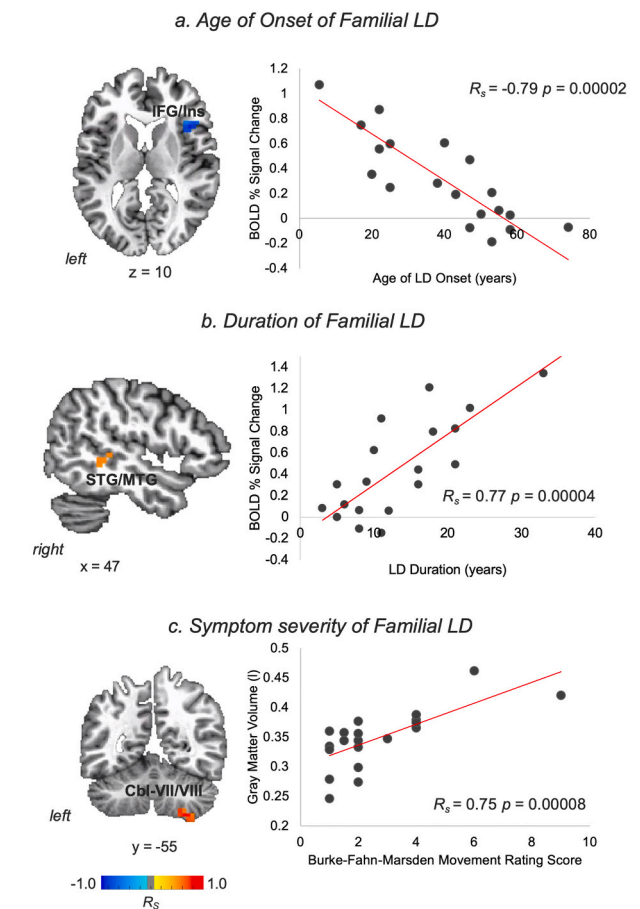 a. Age of Onset of Familial LD
IFG/Ins
left
z = 10
BOLD % Signal Change
1.2
1
0.8
0.6
0.4
0.2
0
-0.2
-0.4
Rs = -0.79 p = 0.00002
0 20 40 60 80
Age of LD Onset (years)
b. Duration of Familial LD
STG/MTG
right
x = 47
BOLD % Signal Change
1.4
1.2
1
0.8
0.6
0.4
0.2
0
-0.2
-0.4
Rs = 0.77 p = 0.00004
0 10 20 30 40
LD Duration (years)
c. Symptom severity of Familial LD
Cbl-VII/VIII
left
y = -55
Gray Matter Volume (l)
0.5
0.45
0.4
0.35
0.3
0.25
0.2
Rs = 0.75 p = 0.00008
0 2 4 6 8 10
Burke-Fahn-Marsden Movement Rating Score
-1.0 1.0
RS